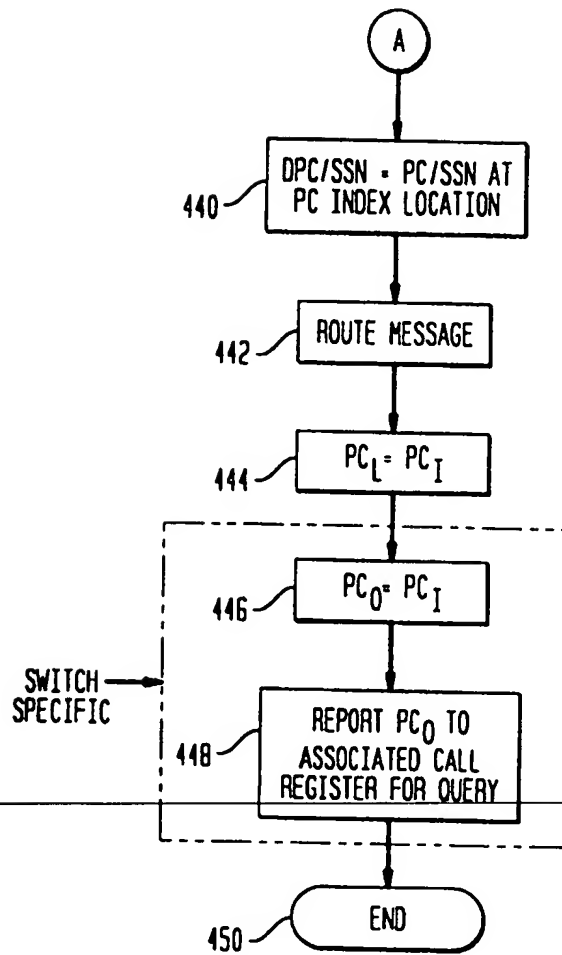 A
DPC/SSN = PC/SSN AT
PC INDEX LOCATION
440
ROUTE MESSAGE
442
PC_L = PC_I
444
PC_O = PC_I
446
SWITCH
SPECIFIC
REPORT PC_O TO
ASSOCIATED CALL
REGISTER FOR QUERY
448
END
450